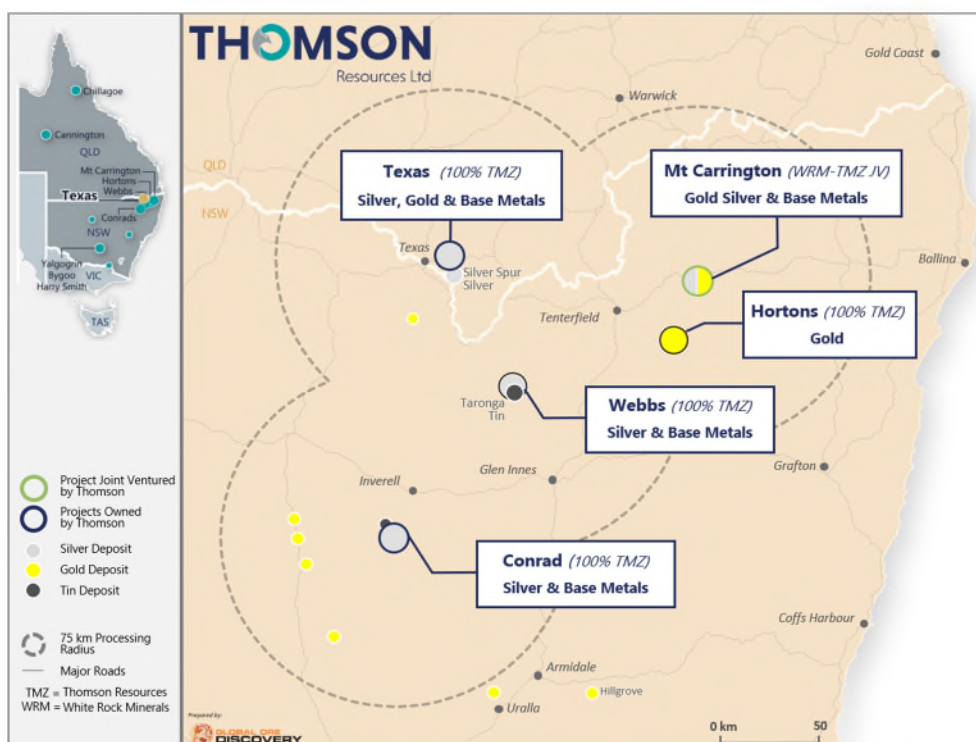 THOMSON
Resources Ltd
Chillagoe
Cannington
QLD
Mt Carrington
Hortons
Webbs
Texas
Conrads
NSW
Yalgogrin
Bygoo
Harry Smith
VIC
TAS
Gold Coast
Warwick
QLD
NSW
Texas (100% TMZ)
Silver, Gold & Base Metals
Mt Carrington (WRM-TMZ JV)
Gold Silver & Base Metals
Texas
Silver Spur
Silver
Ballina
Tenterfield
Hortons (100% TMZ)
Gold
Taronga
Tin
Webbs (100% TMZ)
Silver & Base Metals
Glen Innes
Grafton
Inverell
Conrad (100% TMZ)
Silver & Base Metals
Coffs Harbour
Armidale
Hillgrove
Uralla
Project Joint Ventured
by Thomson
Projects Owned
by Thomson
Silver Deposit
Gold Deposit
Tin Deposit
75 km Processing
Radius
Major Roads
TMZ = Thomson Resources
WRM = White Rock Minerals
Prepared by:
GLOBAL ORE
DISCOVERY
0 km 50